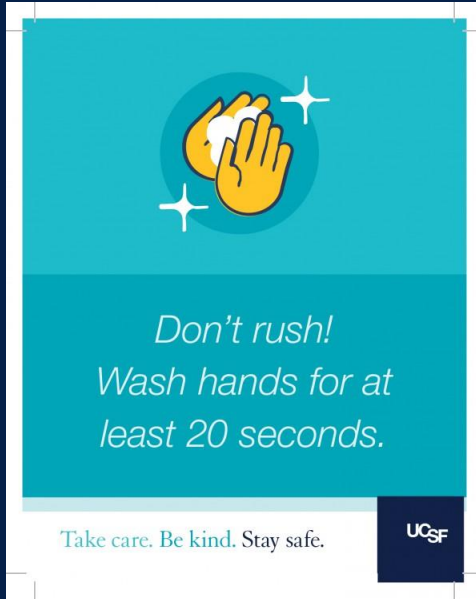 Don't rush!
Wash hands for at
least 20 seconds.
Take care. Be kind. Stay safe.
UCSF